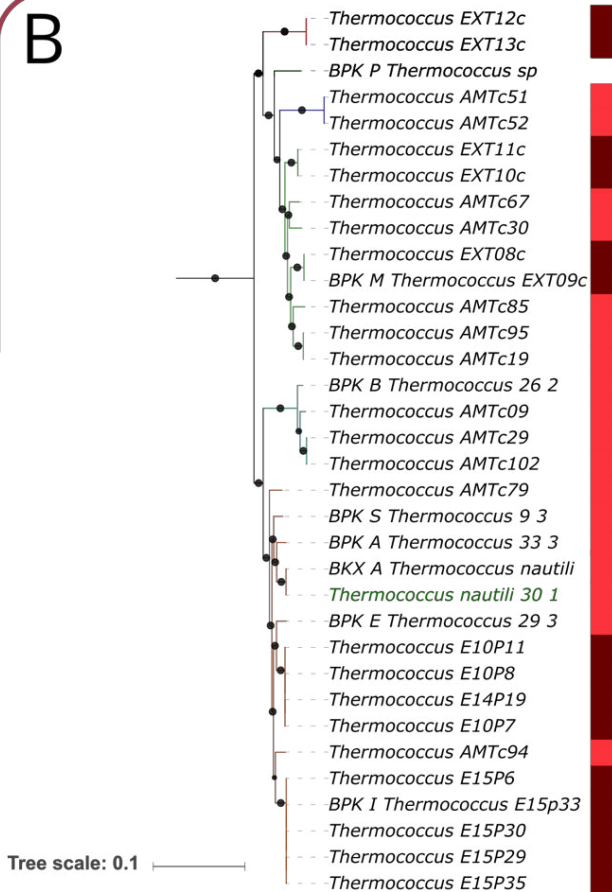 B
Thermococcus EXT12c
Thermococcus EXT13c
BPK P Thermococcus sp
Thermococcus AMTc51
Thermococcus AMTc52
Thermococcus EXT11c
Thermococcus EXT10c
Thermococcus AMTc67
Thermococcus AMTc30
Thermococcus EXT08c
BPK M Thermococcus EXT09c
Thermococcus AMTc85
Thermococcus AMTc95
Thermococcus AMTc19
BPK B Thermococcus 26 2
Thermococcus AMTc09
Thermococcus AMTc29
Thermococcus AMTc102
Thermococcus AMTc79
BPK S Thermococcus 9 3
BPK A Thermococcus 33 3
BKX A Thermococcus nautili
Thermococcus nautili 30 1
BPK E Thermococcus 29 3
Thermococcus E10P11
Thermococcus E10P8
Thermococcus E14P19
Thermococcus E10P7
Thermococcus AMTc94
Thermococcus E15P6
BPK I Thermococcus E15p33
Thermococcus E15P30
Thermococcus E15P29
Thermococcus E15P35
Tree scale: 0.1